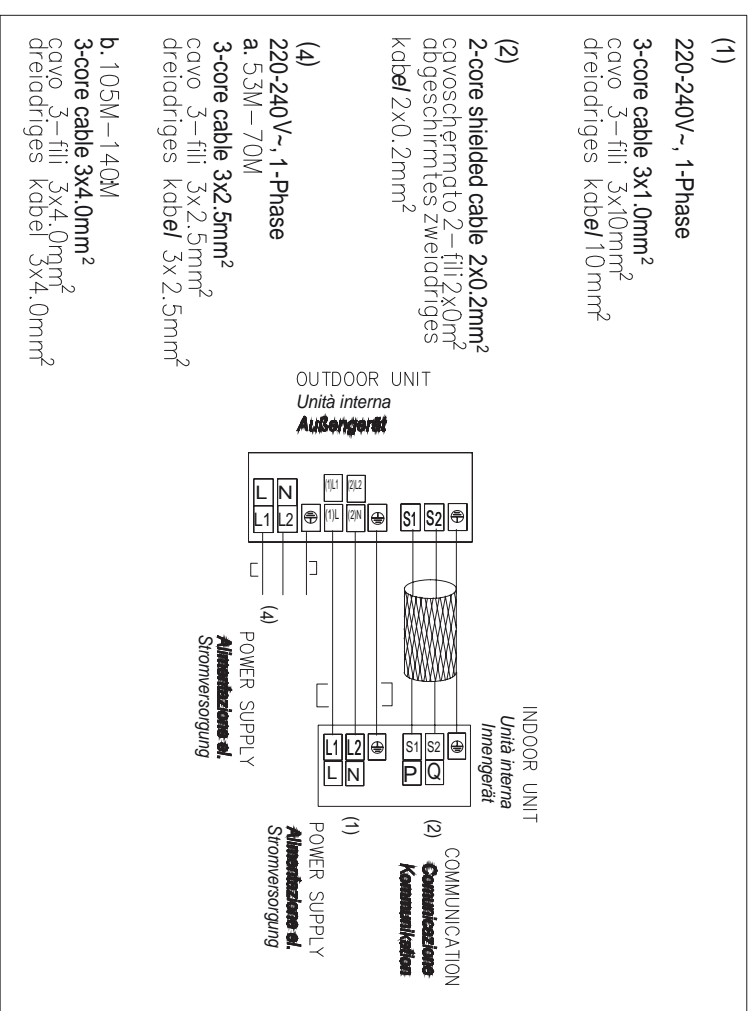 (1)
220-240V~, 1-Phase
3-core cable 3x1.0mm²
cavo 3-fili 3x10mm²
dreiadriges kabel 10mm²
(2)
2-core shielded cable 2x0.2mm²
cavoschermato 2-fili 2x0m²
abgeschirmtes zweiadriges
kabel 2x0.2mm²
(4)
220-240V~, 1-Phase
a. 53M-70M
3-core cable 3x2.5mm²
cavo 3-fili 3x2.5mm²
dreiadriges kabel 3x2.5mm²
b. 105M-140M
3-core cable 3x4.0mm²
cavo 3-fili 3x4.0mm²
dreiadriges kabel 3x4.0mm²
OUTDOOR UNIT
Unità interna
Außengerät
L N (1)L1 (2)L2
L1 L2 (1)L (2)N S1 S2
(4)
POWER SUPPLY
Alimentazione el.
Stromversorgung
INDOOR UNIT
Unità interna
Innengerät
L1 L2 S1 S2
L N P Q
(1)
POWER SUPPLY
Alimentazione el.
Stromversorgung
(2)
COMMUNICATION
Comunicazione
Kommunikation